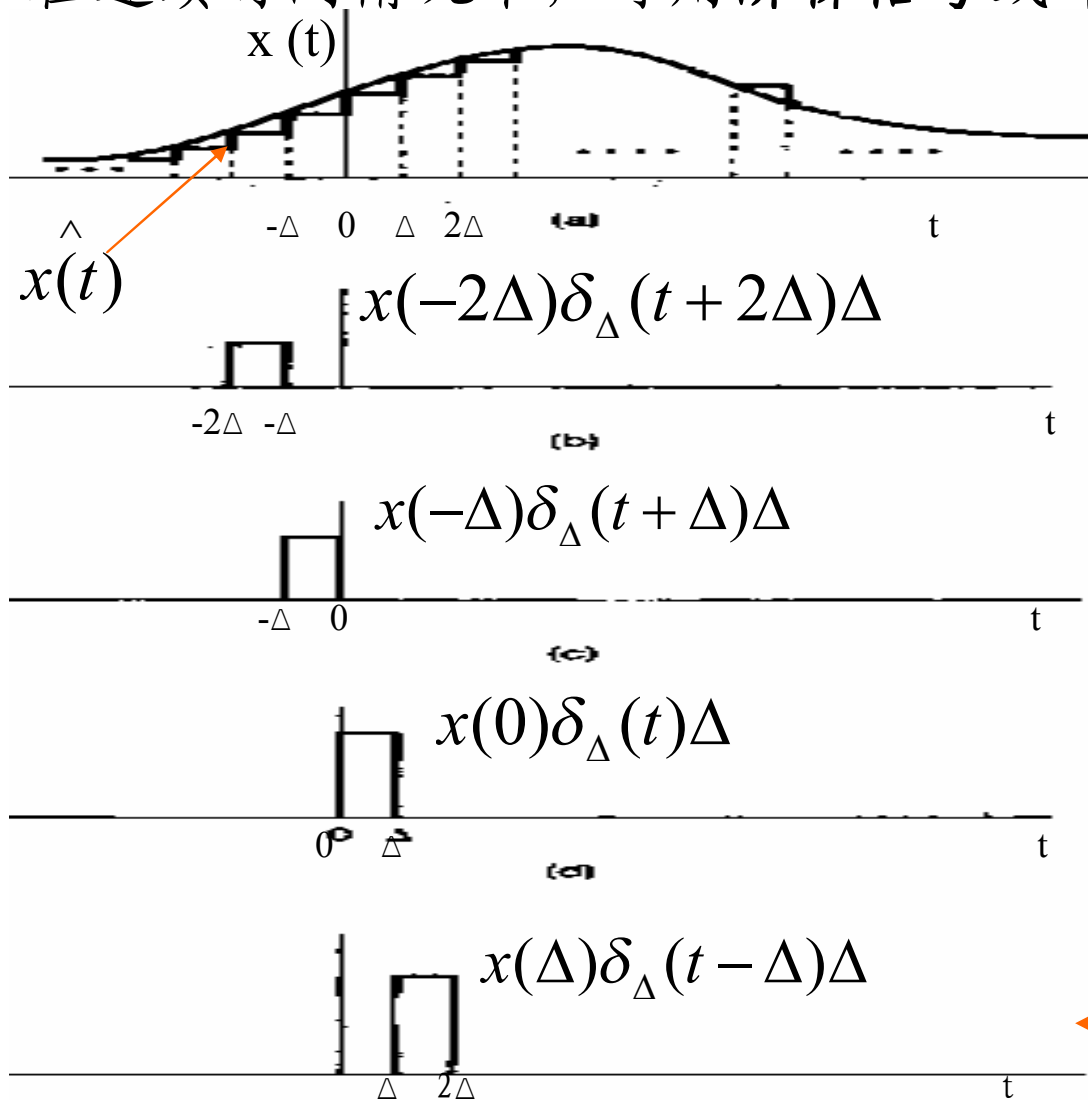 x (t)
-Δ 0 Δ 2Δ (a) t
^
x(t)
x(−2Δ)δ_Δ(t + 2Δ)Δ
-2Δ -Δ t
(b)
x(−Δ)δ_Δ(t + Δ)Δ
-Δ 0 t
(c)
x(0)δ_Δ(t)Δ
0 Δ t
(d)
x(Δ)δ_Δ(t − Δ)Δ
Δ 2Δ t